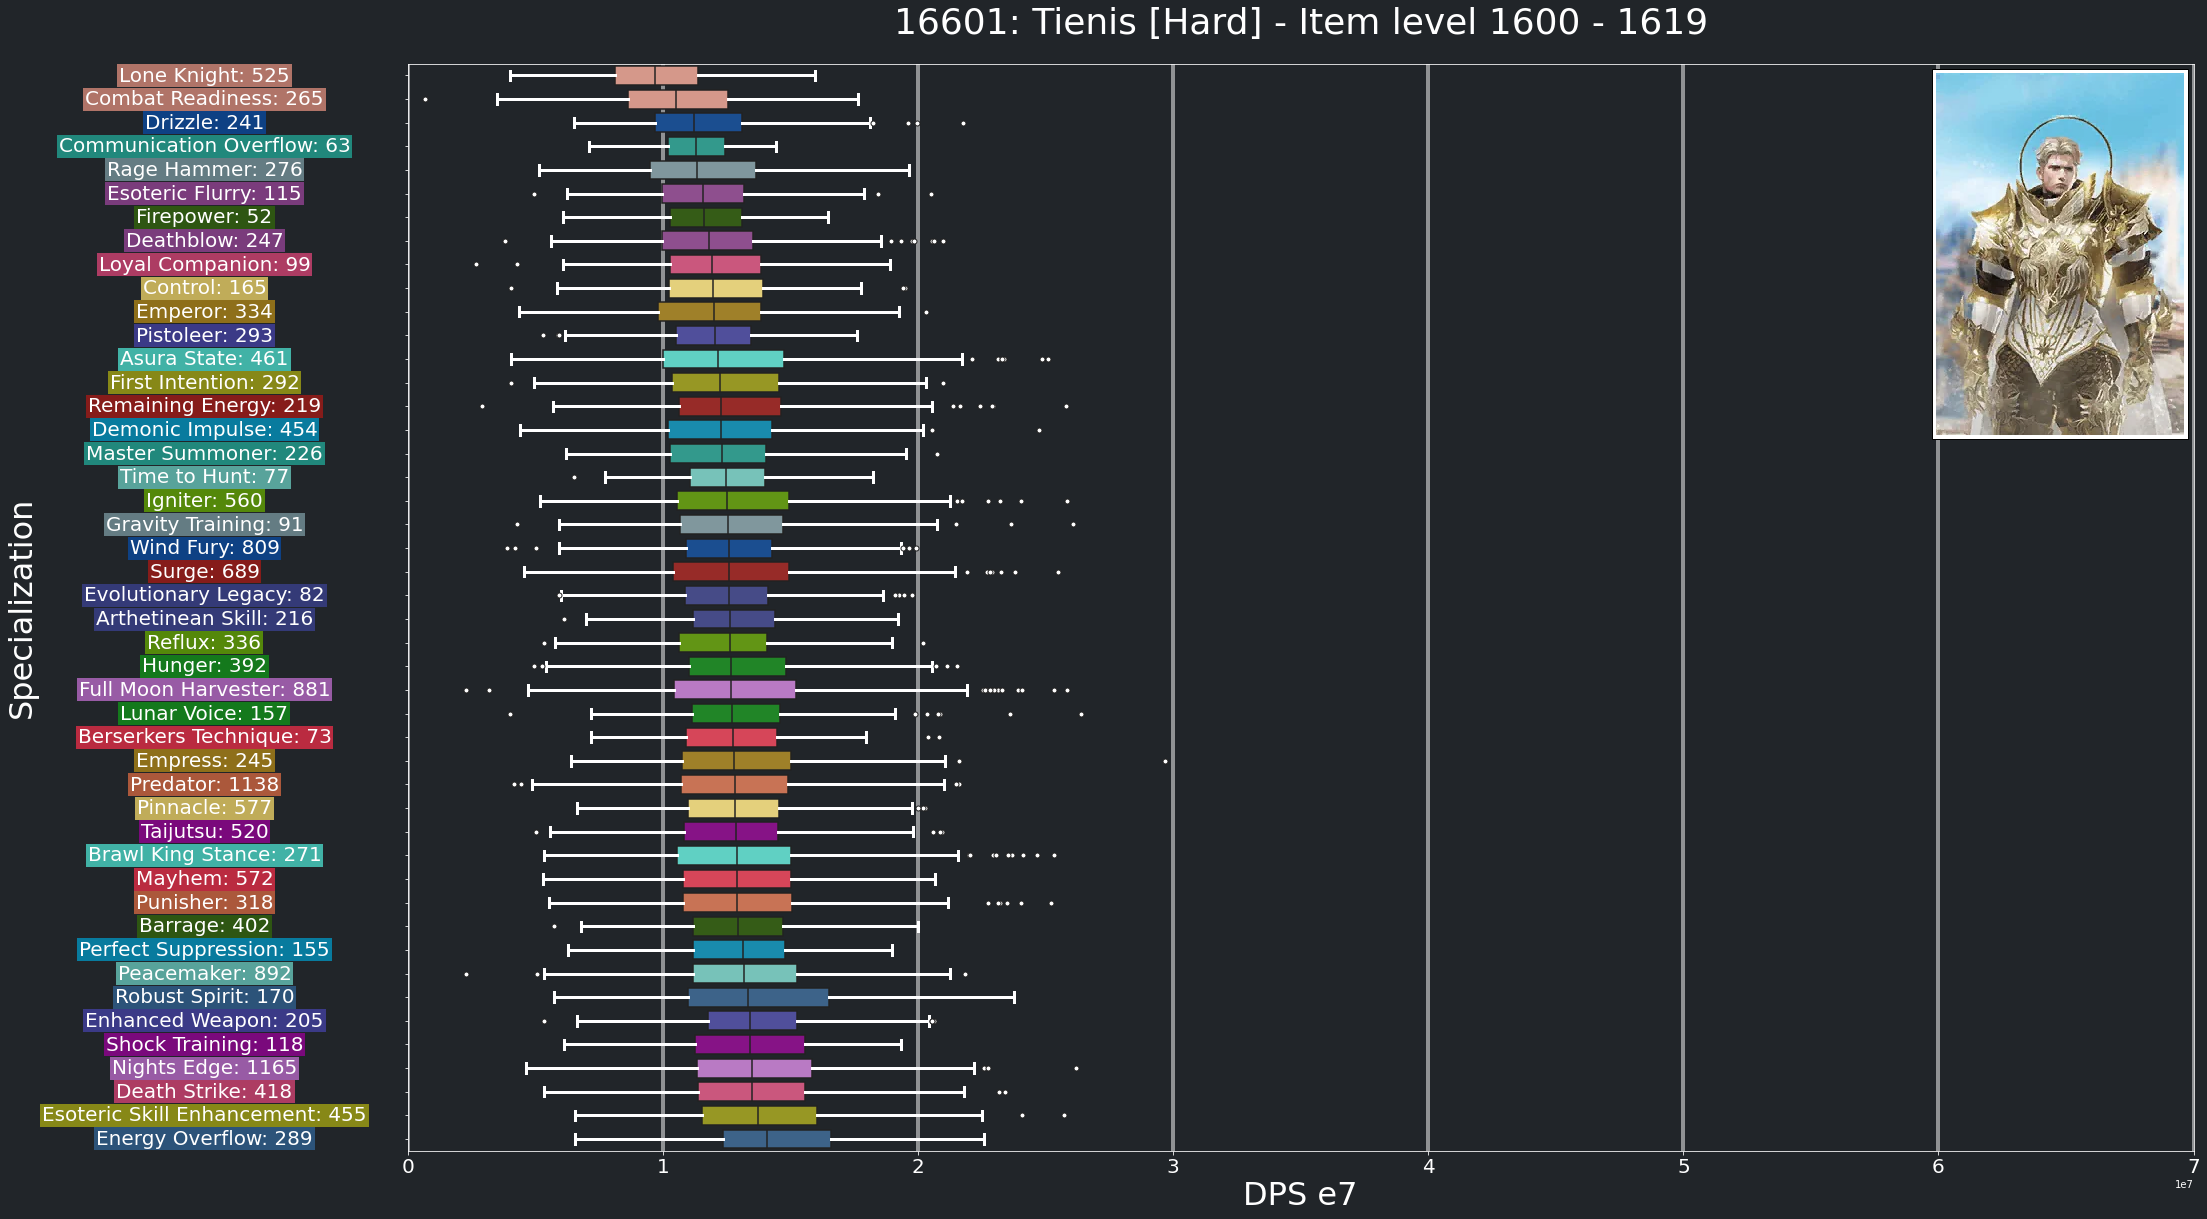 16601: Tienis [Hard] - Item level 1600 - 1619
Lone Knight: 525
Combat Readiness: 265
Drizzle: 241
Communication Overflow: 63
Rage Hammer: 276
Esoteric Flurry: 115
Firepower: 52
Deathblow: 247
Loyal Companion: 99
Control: 165
Emperor: 334
Pistoleer: 293
Asura State: 461
First Intention: 292
Remaining Energy: 219
Demonic Impulse: 454
Master Summoner: 226
Time to Hunt: 77
Igniter: 560
Gravity Training: 91
Wind Fury: 809
Surge: 689
Evolutionary Legacy: 82
Arthetinean Skill: 216
Reflux: 336
Hunger: 392
Full Moon Harvester: 881
Lunar Voice: 157
Berserkers Technique: 73
Empress: 245
Predator: 1138
Pinnacle: 577
Taijutsu: 520
Brawl King Stance: 271
Mayhem: 572
Punisher: 318
Barrage: 402
Perfect Suppression: 155
Peacemaker: 892
Robust Spirit: 170
Enhanced Weapon: 205
Shock Training: 118
Nights Edge: 1165
Death Strike: 418
Esoteric Skill Enhancement: 455
Energy Overflow: 289
Specialization
0 1 2 3 4 5 6 7
DPS e7
1e7